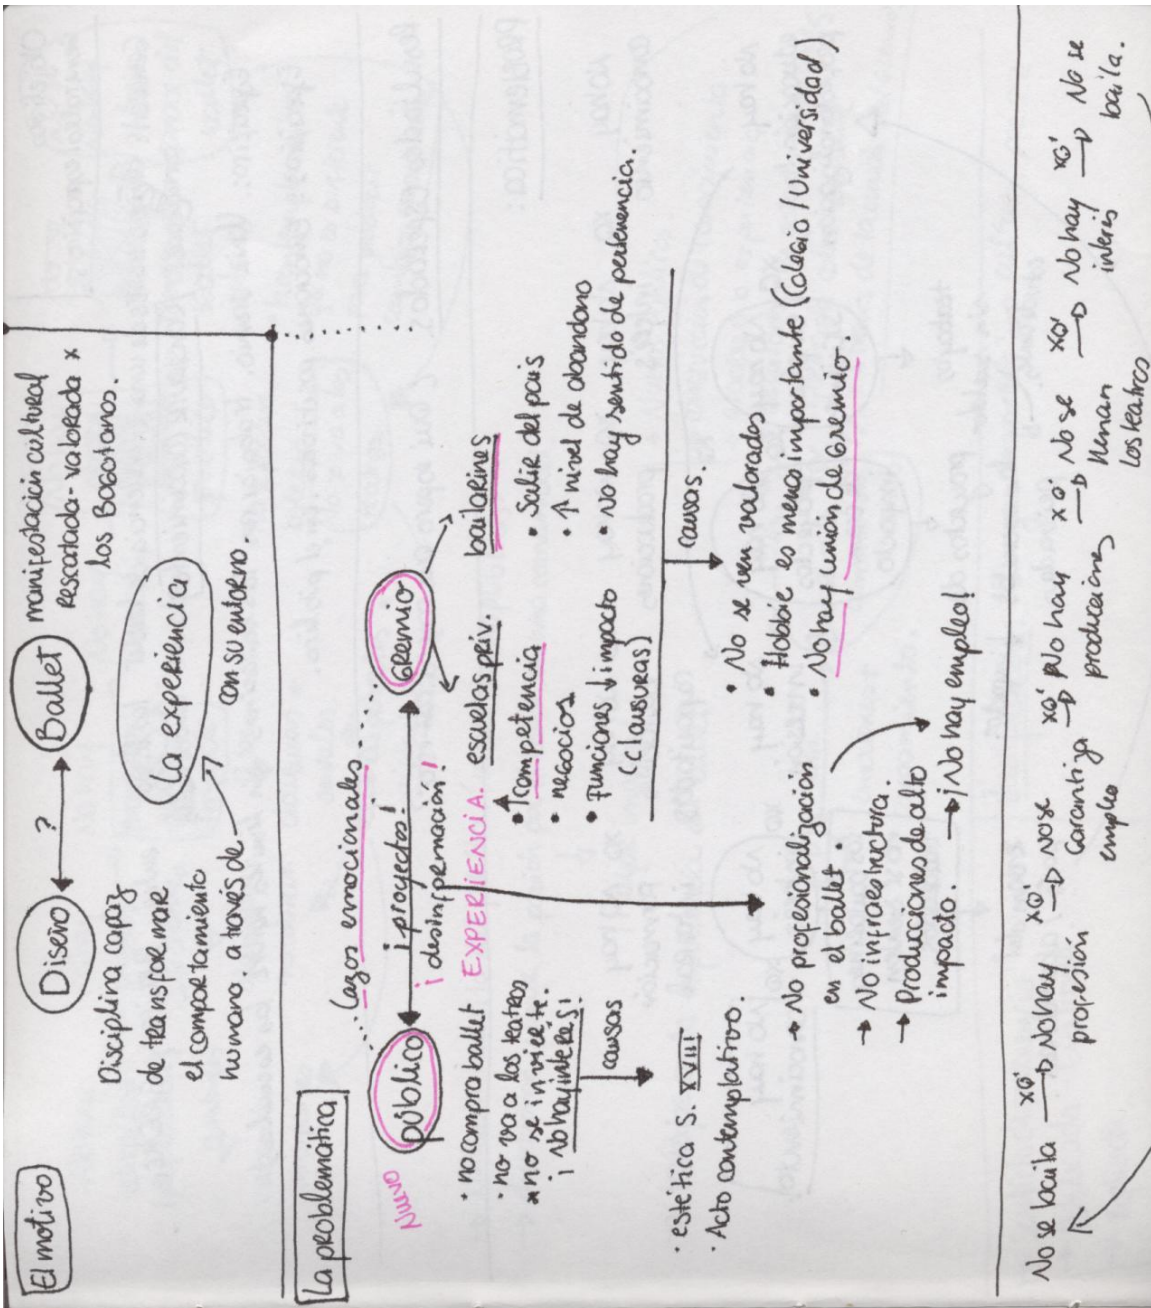 El motivo
Diseño
?
Ballet
Disciplina capaz
de transformar
el comportamiento
humano a través de
la experiencia
con su entorno.
manifestación cultural
Rescatada-valorada x
los Bogotanos.
La problemática
Nuevo
público
Lazos emocionales
¡proyectos!
¡desinformación!
EXPERIENCIA.
Gremio
• no compra ballet
• no va a los teatros
* no se invierte.
¡no hay interés!
causas
• estética S. XVIII
• Acto contemplativo.
escuelas priv.
• ↑competencia
• negocios
• Funciones ↓impacto
(clausuras)
bailarines
• Salir del país
• ↑ nivel de abandono
• no hay sentido de pertenencia.
causas.
• No se ven valorados
• Hobbie es menos importante (Colegio/Universidad)
• No hay unión de Gremio.
→ No profesionalización
en ballet.
→ No infraestructura.
→ Producciones de alto
impacto. → ¡No hay empleo!
No se baila
xq'
→ No hay
profesión
xq'
→ No se
Garantiza
empleo
xq'
→ No hay
producciones
xq'
→ No se
llenan
los teatros
xq'
→ No hay
interés
xq'
→ No se
baila.